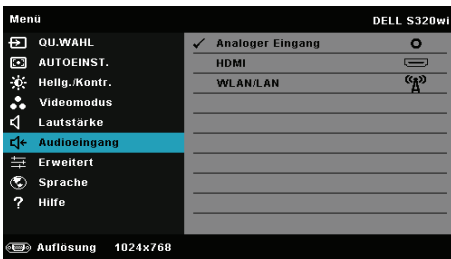 Menü DELL S320wi
QU.WAHL
AUTOEINST.
Hellg./Kontr.
Videomodus
Lautstärke
Audioeingang
Erweitert
Sprache
Hilfe
Analoger Eingang
HDMI
WLAN/LAN
Auflösung 1024x768